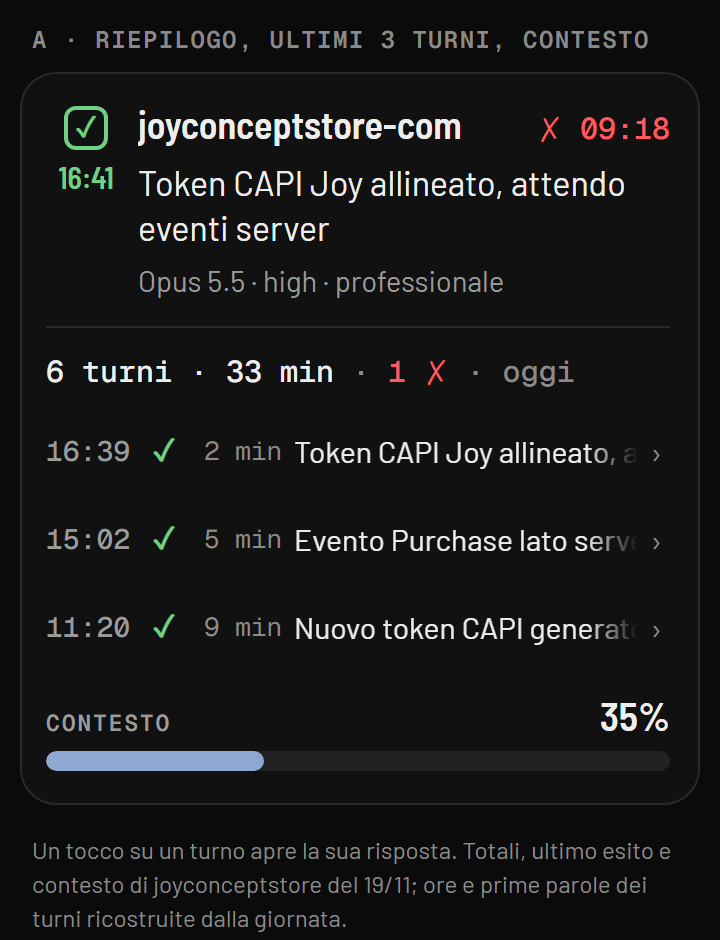 A · RIEPILOGO, ULTIMI 3 TURNI, CONTESTO
✓ joyconceptstore-com ✗ 09:18
16:41 Token CAPI Joy allineato, attendo
eventi server
Opus 5.5 · high · professionale
6 turni · 33 min · 1 ✗ · oggi
16:39 ✓ 2 min Token CAPI Joy allineato, a ›
15:02 ✓ 5 min Evento Purchase lato serve ›
11:20 ✓ 9 min Nuovo token CAPI generato ›
CONTESTO 35%
Un tocco su un turno apre la sua risposta. Totali, ultimo esito e
contesto di joyconceptstore del 19/11; ore e prime parole dei
turni ricostruite dalla giornata.